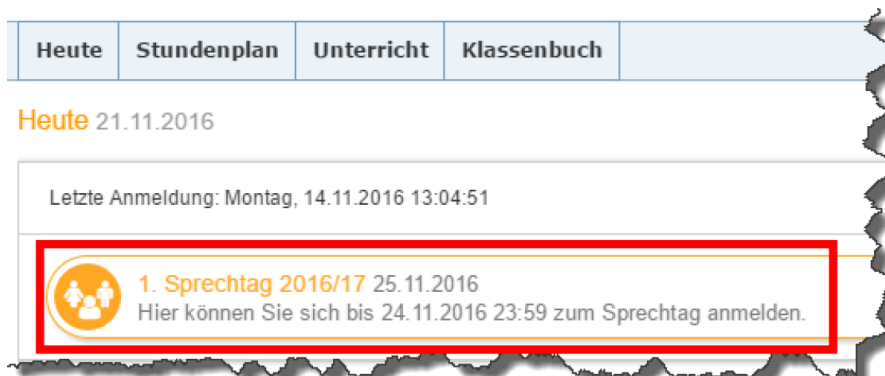 Heute Stundenplan Unterricht Klassenbuch
Heute 21.11.2016
Letzte Anmeldung: Montag, 14.11.2016 13:04:51
1. Sprechtag 2016/17 25.11.2016
Hier können Sie sich bis 24.11.2016 23:59 zum Sprechtag anmelden.